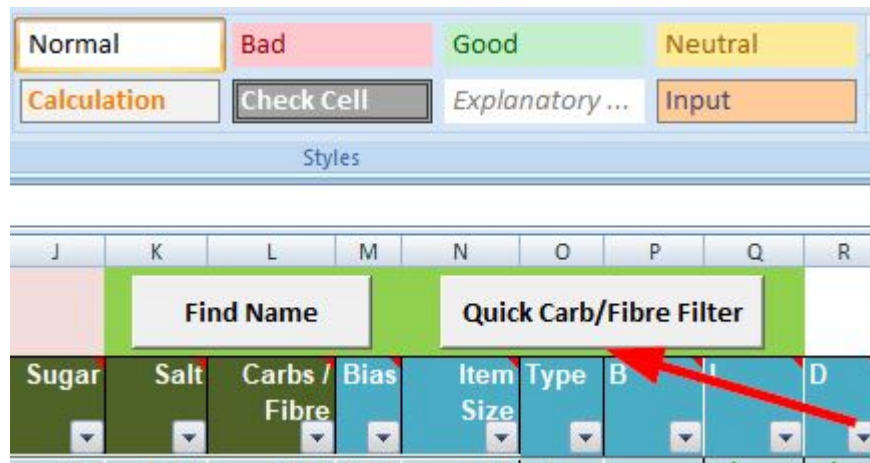 Normal Bad Good Neutral
Calculation Check Cell Explanatory ... Input
Styles
J K L M N O P Q R
Find Name Quick Carb/Fibre Filter
Sugar Salt Carbs / Bias Item Type B L D
Fibre Size